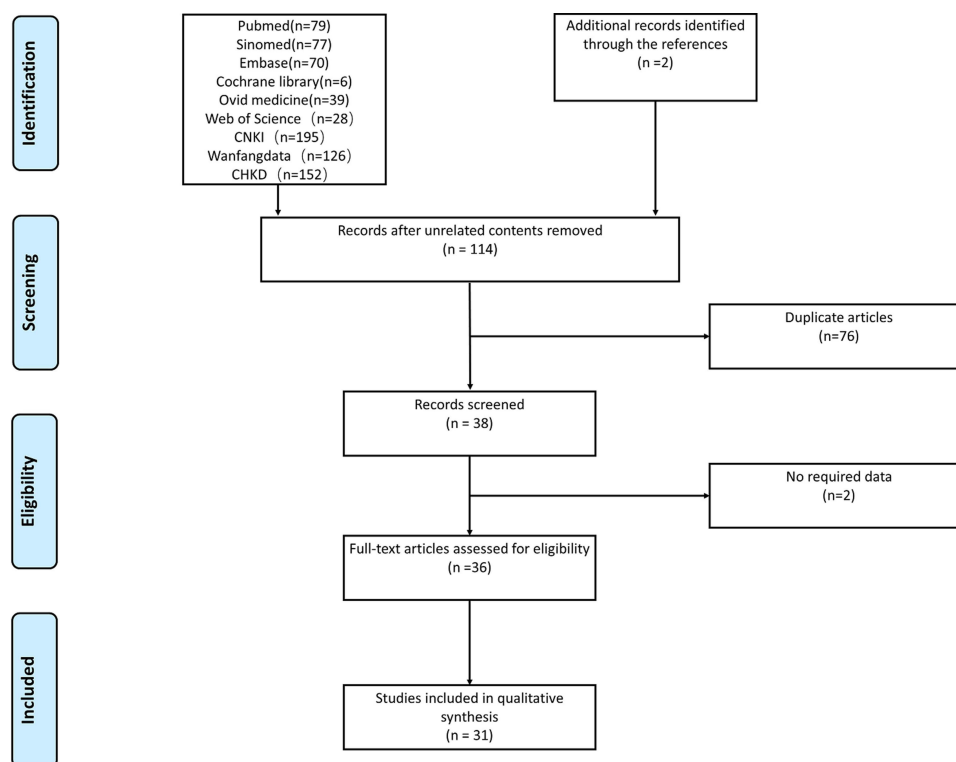 Identification
Pubmed(n=79)
Sinomed(n=77)
Embase(n=70)
Cochrane library(n=6)
Ovid medicine(n=39)
Web of Science（n=28）
CNKI（n=195）
Wanfangdata（n=126）
CHKD（n=152）
Additional records identified
through the references
(n =2)
Screening
Records after unrelated contents removed
(n = 114)
Duplicate articles
(n=76)
Records screened
(n = 38)
Eligibility
No required data
(n=2)
Full-text articles assessed for eligibility
(n =36)
Included
Studies included in qualitative
synthesis
(n = 31)